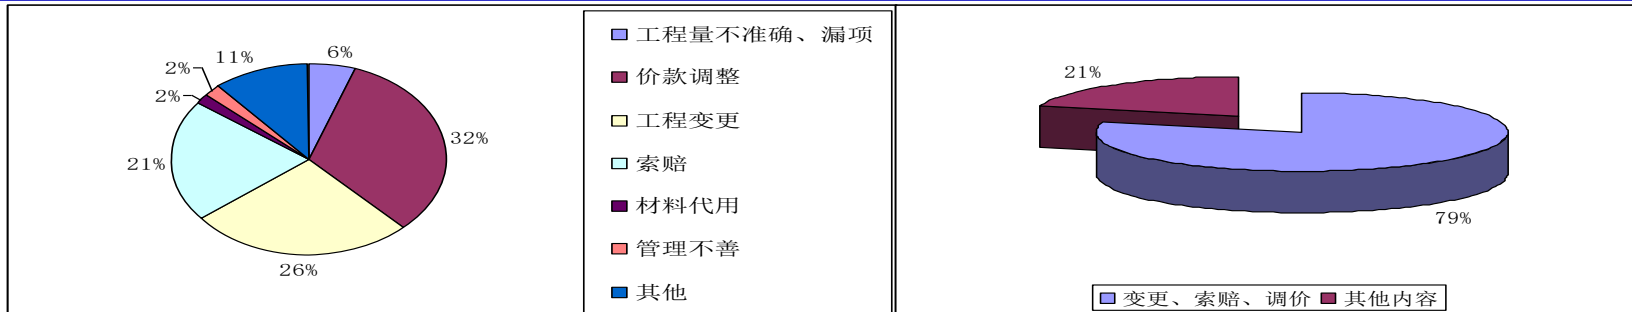 11%
6%
2%
2%
32%
21%
26%
工程量不准确、漏项
价款调整
工程变更
索赔
材料代用
管理不善
其他
21%
79%
变更、索赔、调价 其他内容